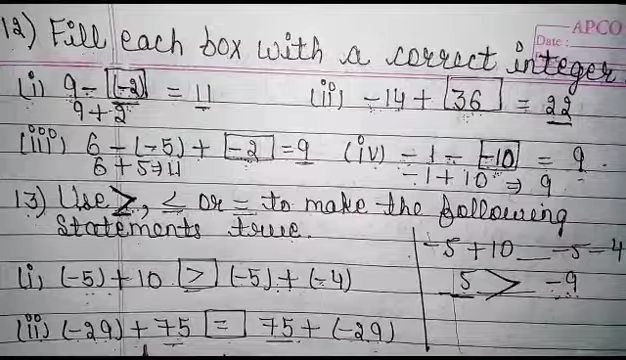 APCO
Date:
12) Fill each box with a correct integer.
(i) 9 - (-2) = 11 (ii) -14 + 36 = 22
9 + 2
(iii) 6 - (-5) + -2 = 9 (iv) -1 - -10 = 9.
6 + 5 ⇒ 11 -1 + 10 ⇒ 9
13) Use >, < or = to make the following
Statements true.
-5 + 10 __ -5 - 4
(i) (-5) + 10 > (-5) + (-4) 5 > -9
(ii) (-29) + 75 = 75 + (-29)